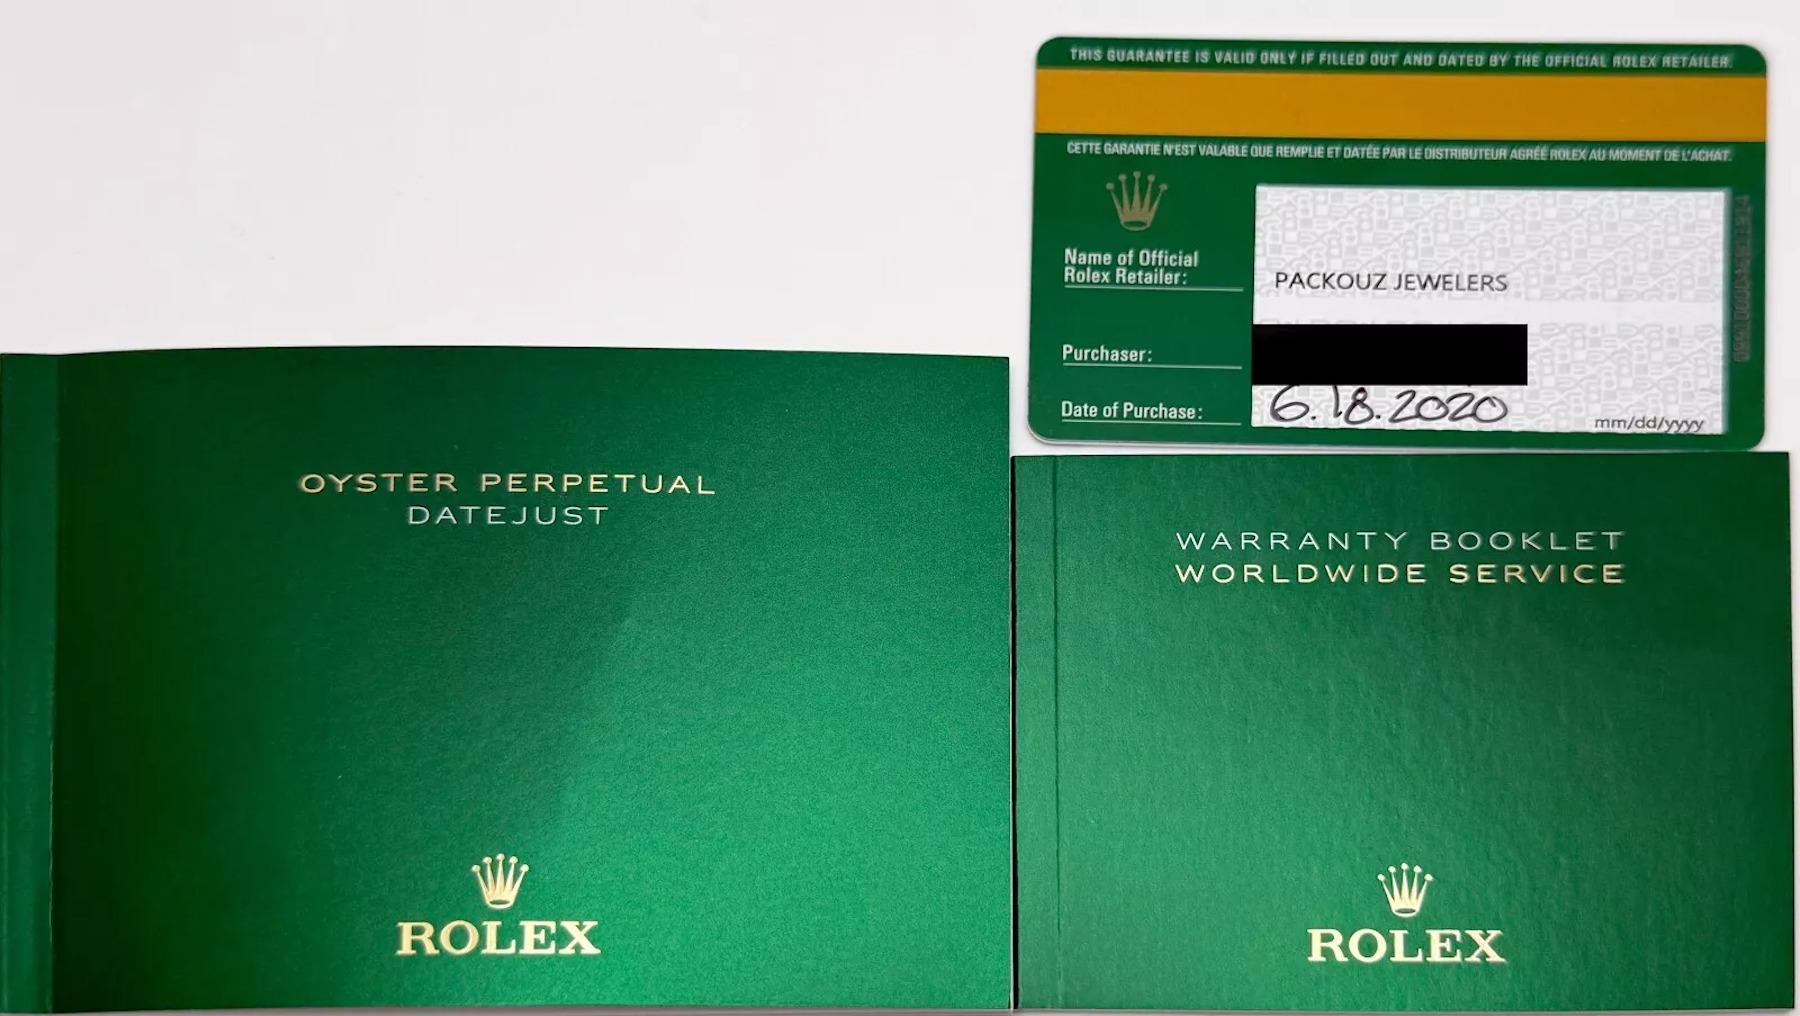 THIS GUARANTEE IS VALID ONLY IF FILLED OUT AND DATED BY THE OFFICIAL ROLEX RETAILER.
CETTE GARANTIE N'EST VALABLE QUE REMPLIE ET DATÉE PAR LE DISTRIBUTEUR AGRÉÉ ROLEX AU MOMENT DE L'ACHAT.
Name of Official
Rolex Retailer:
PACKOUZ JEWELERS
Purchaser:
Date of Purchase:
6.18.2020
mm/dd/yyyy
OYSTER PERPETUAL
DATEJUST
ROLEX
WARRANTY BOOKLET
WORLDWIDE SERVICE
ROLEX